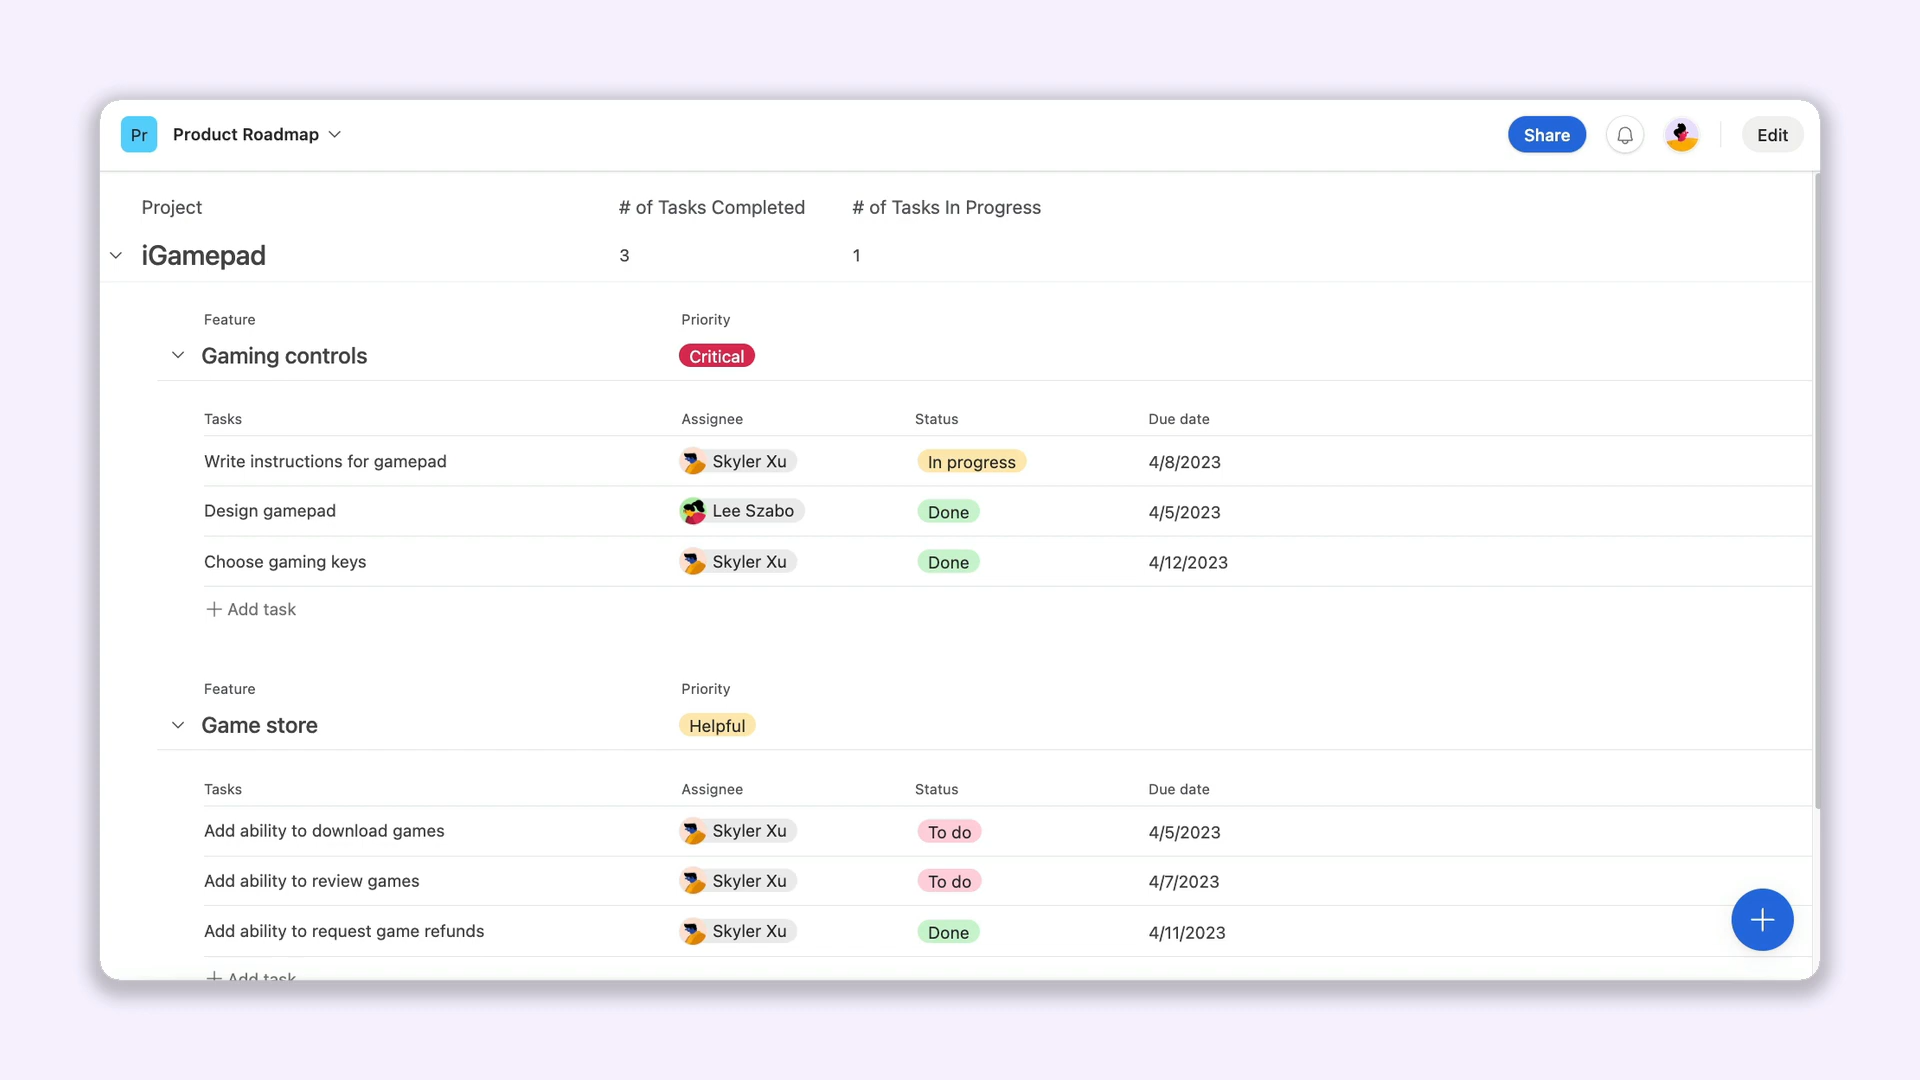 Pr Product Roadmap Share Edit
Project # of Tasks Completed # of Tasks In Progress
iGamepad 3 1
Feature Priority
Gaming controls Critical
Tasks Assignee Status Due date
Write instructions for gamepad Skyler Xu In progress 4/8/2023
Design gamepad Lee Szabo Done 4/5/2023
Choose gaming keys Skyler Xu Done 4/12/2023
+ Add task
Feature Priority
Game store Helpful
Tasks Assignee Status Due date
Add ability to download games Skyler Xu To do 4/5/2023
Add ability to review games Skyler Xu To do 4/7/2023
Add ability to request game refunds Skyler Xu Done 4/11/2023
+ Add task